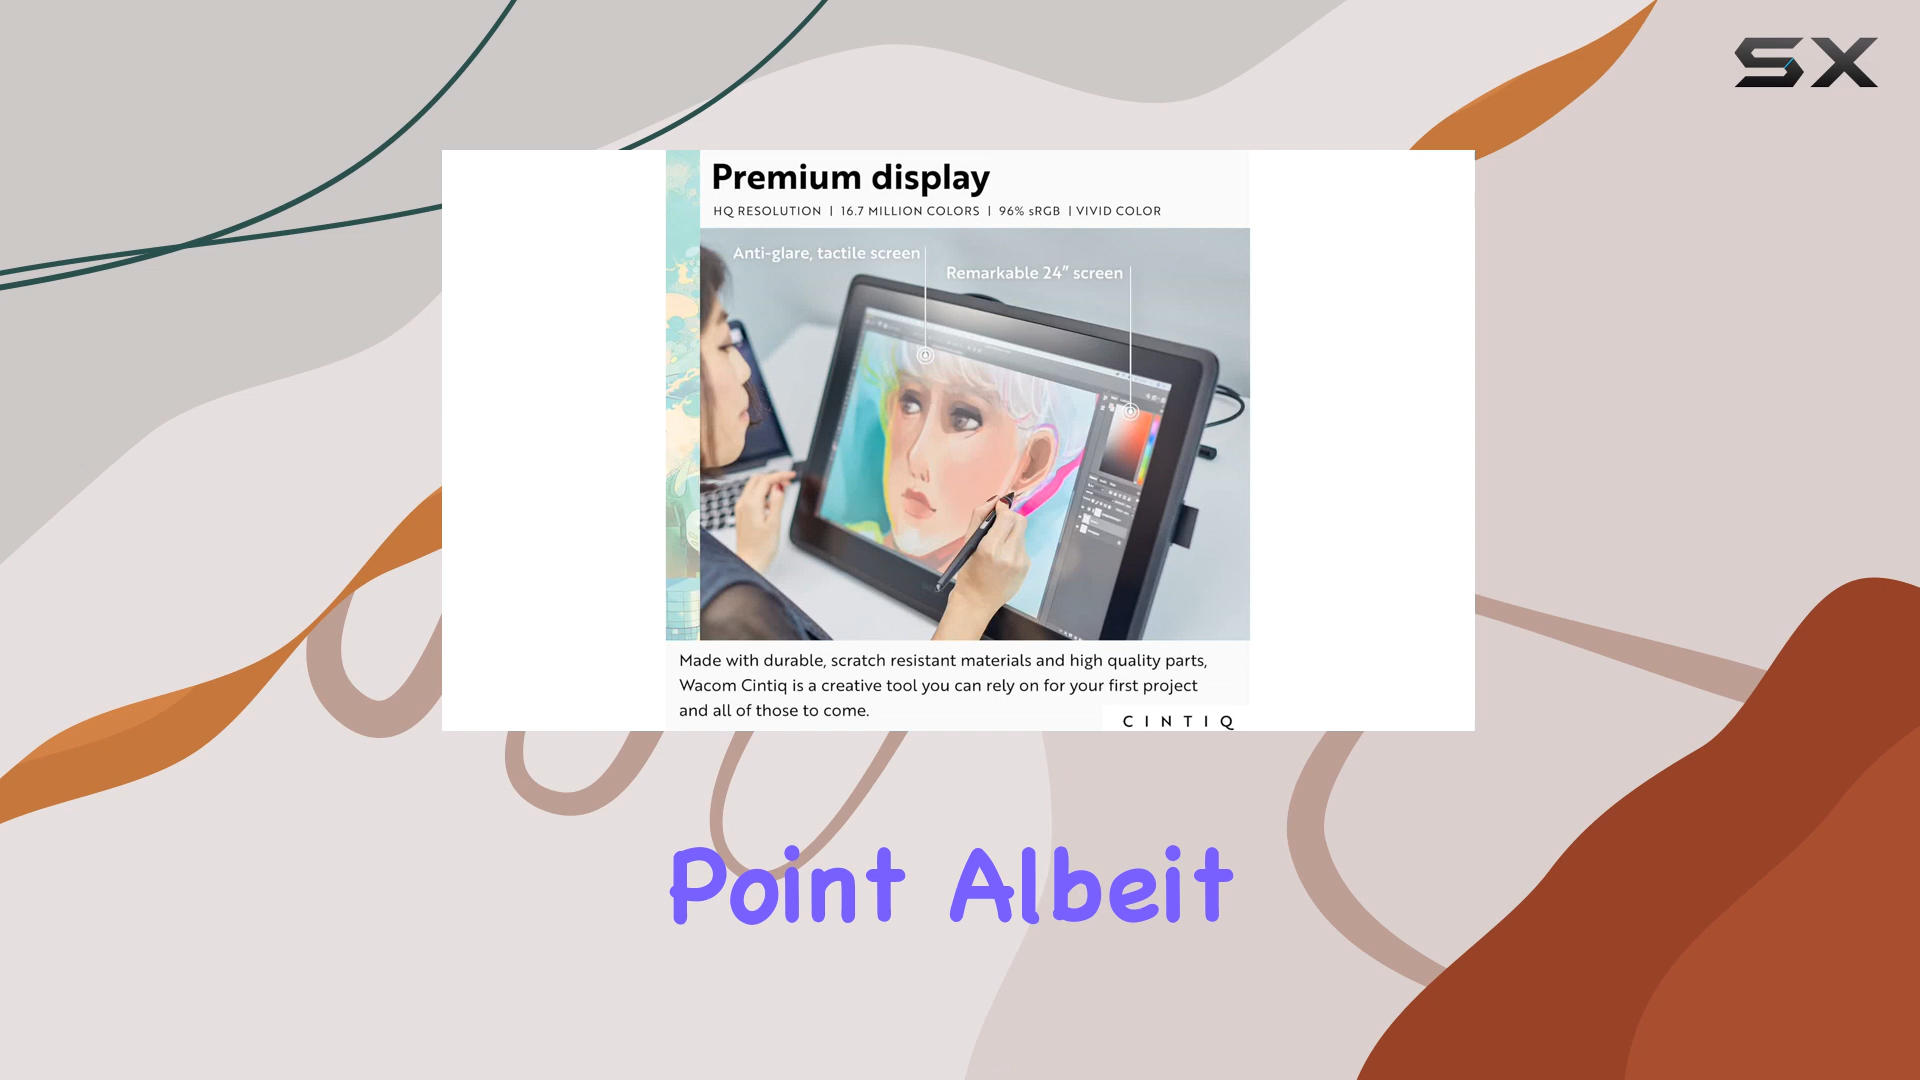 SX
Premium display
HQ RESOLUTION | 16.7 MILLION COLORS | 96% sRGB | VIVID COLOR
Anti-glare, tactile screen
Remarkable 24” screen
Made with durable, scratch resistant materials and high quality parts,
Wacom Cintiq is a creative tool you can rely on for your first project
and all of those to come.
CINTIQ
Point Albeit